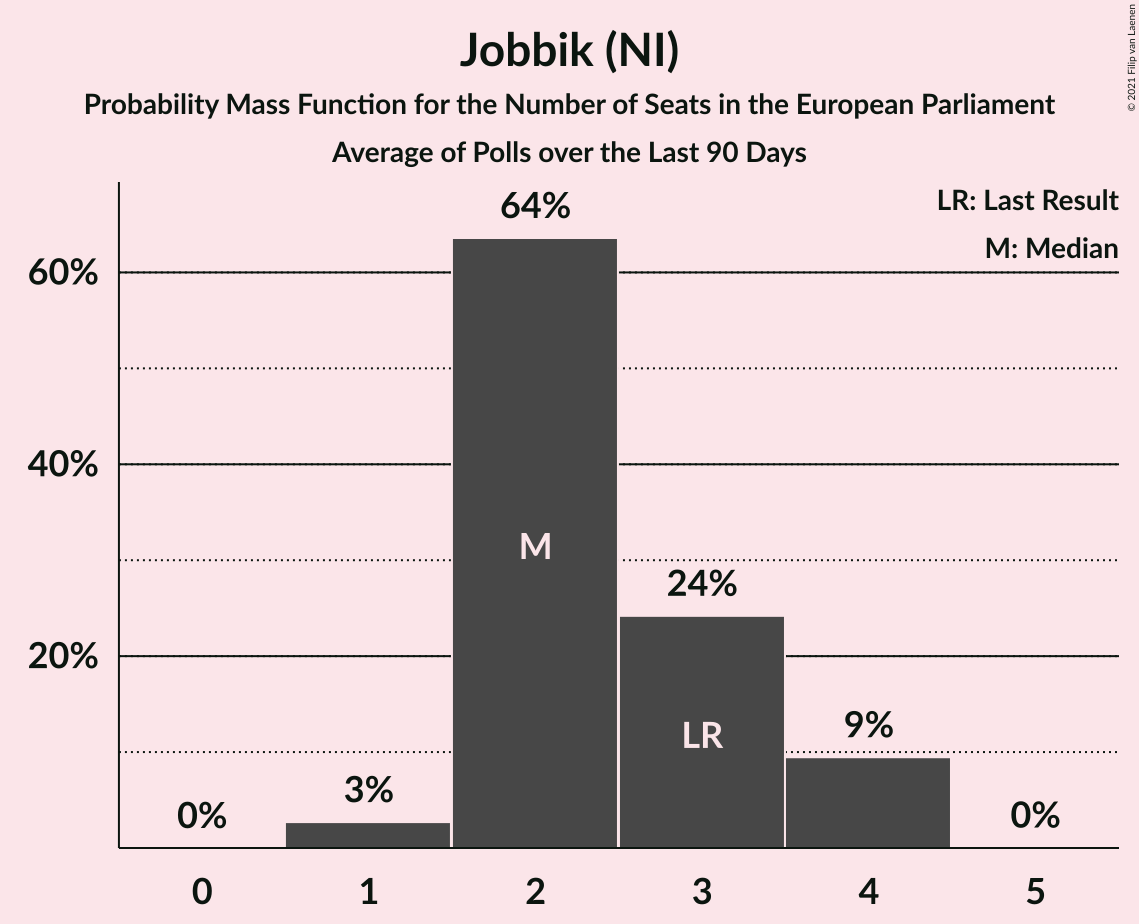 Jobbik (NI)
Probability Mass Function for the Number of Seats in the European Parliament
Average of Polls over the Last 90 Days
© 2021 Filip van Laenen
LR: Last Result
M: Median
64%
60%
40%
M
24%
20%
LR
9%
3%
0%
0%
0 1 2 3 4 5